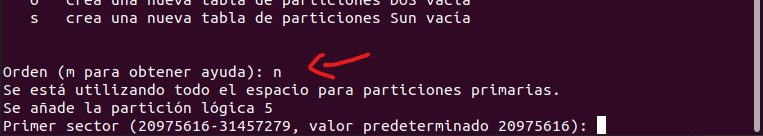 o   crea una nueva tabla de particiones DOS vacía
s   crea una nueva tabla de particiones Sun vacía
Orden (m para obtener ayuda): n
Se está utilizando todo el espacio para particiones primarias.
Se añade la partición lógica 5
Primer sector (20975616-31457279, valor predeterminado 20975616):